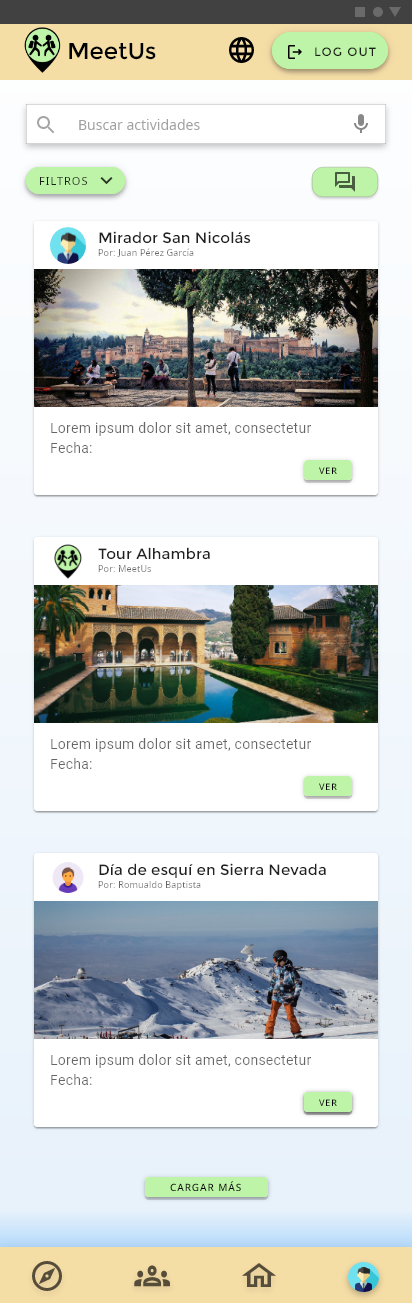 MeetUs
LOG OUT
Buscar actividades
FILTROS
Mirador San Nicolás
Por: Juan Pérez García
Lorem ipsum dolor sit amet, consectetur
Fecha:
VER
Tour Alhambra
Por: MeetUs
Lorem ipsum dolor sit amet, consectetur
Fecha:
VER
Día de esquí en Sierra Nevada
Por: Romualdo Baptista
Lorem ipsum dolor sit amet, consectetur
Fecha:
VER
CARGAR MÁS